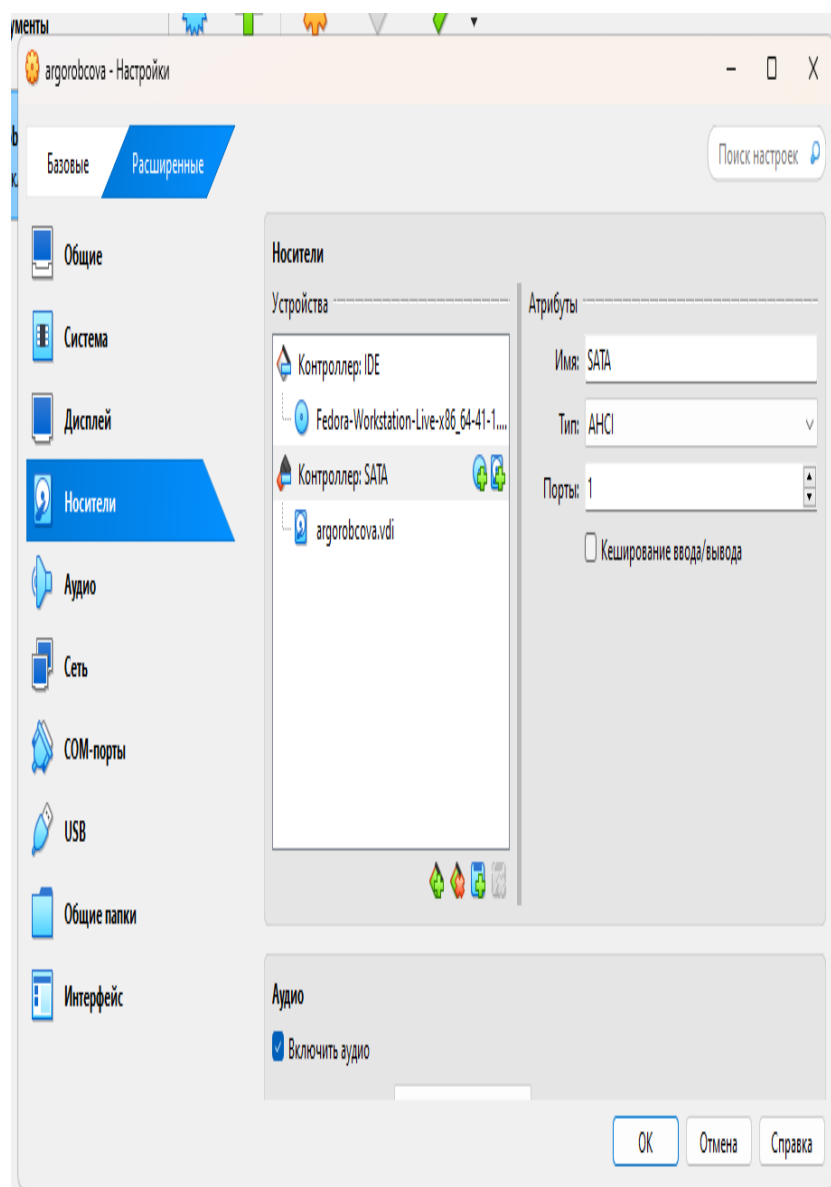 ументы
argorobcova - Настройки
Базовые
Расширенные
Поиск настроек
Общие
Система
Дисплей
Носители
Аудио
Сеть
COM-порты
USB
Общие папки
Интерфейс
Носители
Устройства
Контроллер: IDE
Fedora-Workstation-Live-x86_64-41-1....
Контроллер: SATA
argorobcova.vdi
Атрибуты
Имя: SATA
Тип: AHCI
Порты: 1
Кеширование ввода/вывода
Аудио
Включить аудио
ОК
Отмена
Справка